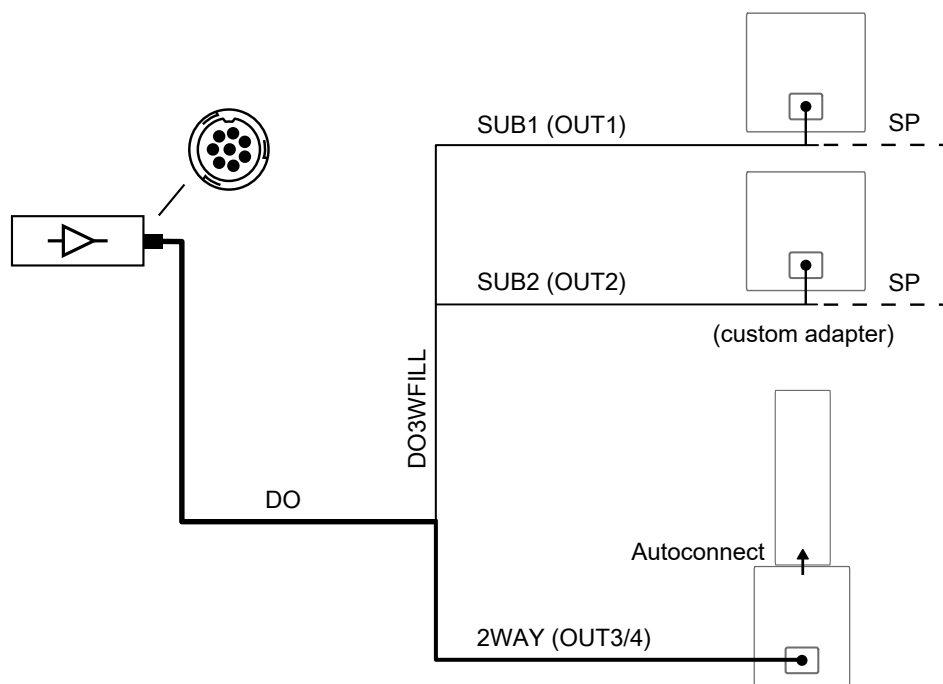 SUB1 (OUT1)
SP
SUB2 (OUT2)
SP
(custom adapter)
DO3WFILL
DO
Autoconnect
2WAY (OUT3/4)